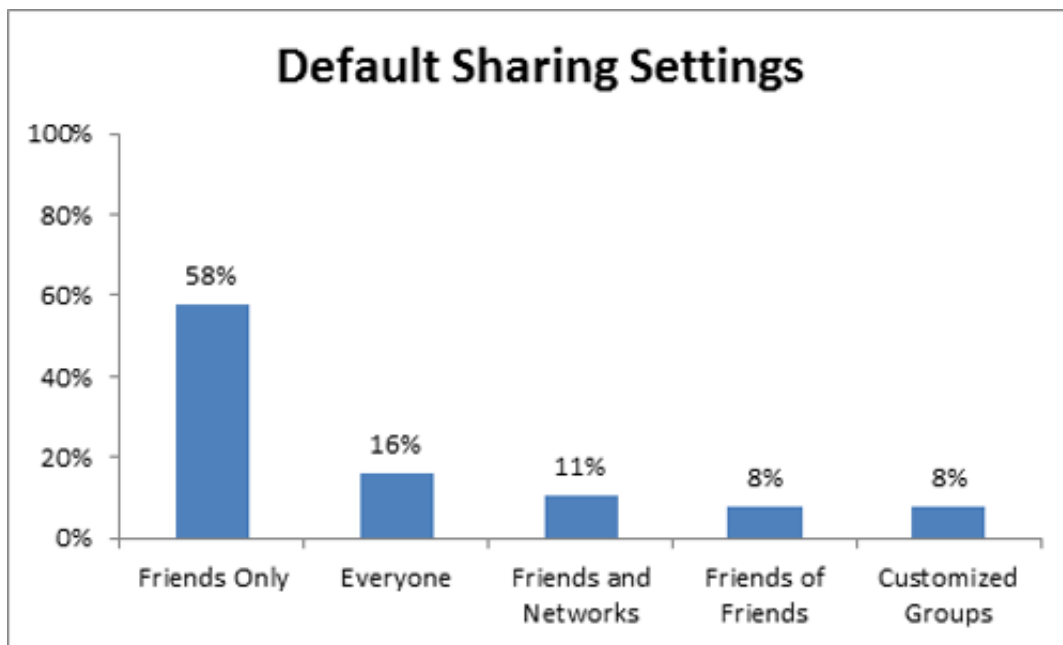 Default Sharing Settings
100%
80%
60%
40%
20%
0%
58%
16%
11%
8%
8%
Friends Only
Everyone
Friends and
Networks
Friends of
Friends
Customized
Groups